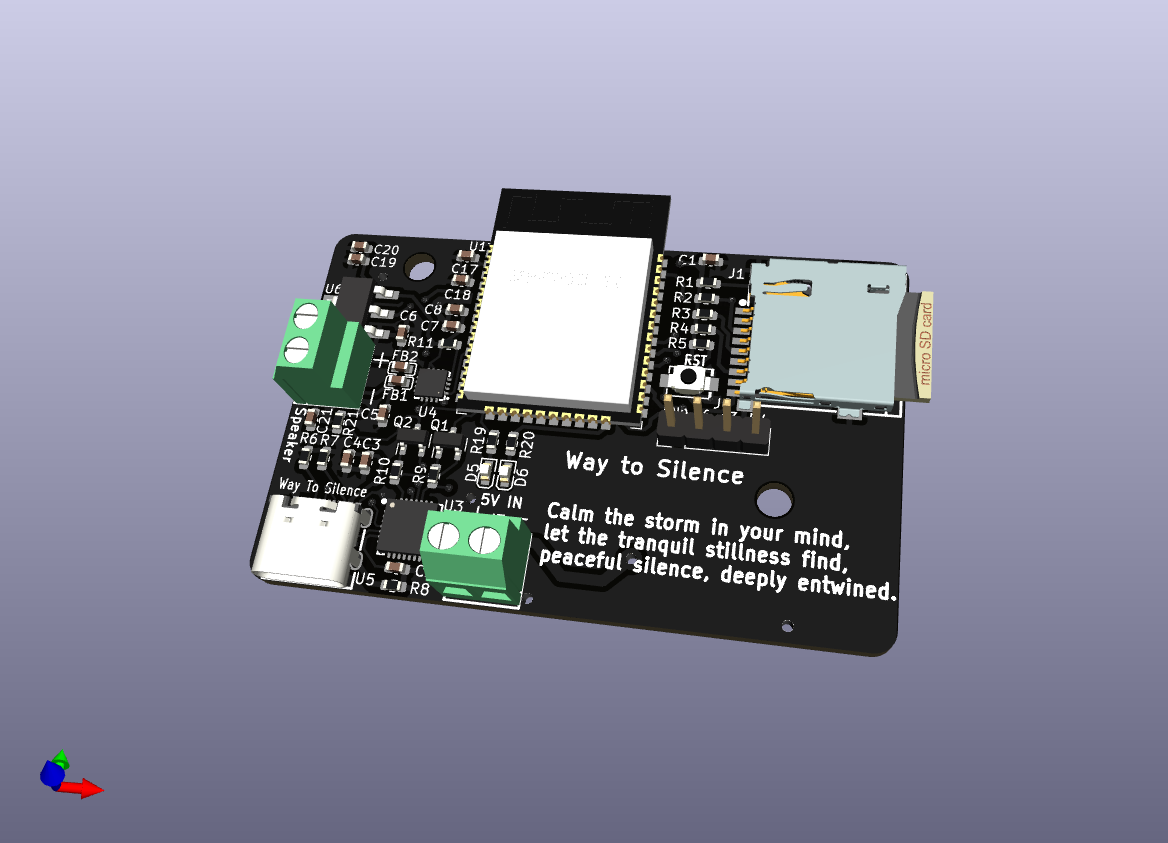 C20
C19
U1
C17
C18
U6
C8
C7
C6
R11
FB2
+
FB1
U4
C1
J1
R1
R2
R3
R4
R5
RST
micro SD card
Speaker
C21
R21
C5
Q2
Q1
R19
R20
R6
R7
C4
C3
R10
R9
D5
D6
Way To Silence
5V IN
U3
U5
R8
Way to Silence
Calm the storm in your mind,
let the tranquil stillness find,
peaceful silence, deeply entwined.